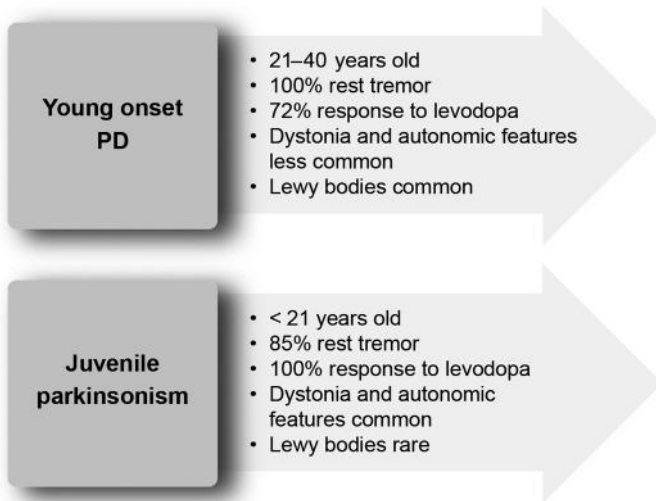 Young onset
PD
• 21–40 years old
• 100% rest tremor
• 72% response to levodopa
• Dystonia and autonomic features
less common
• Lewy bodies common
Juvenile
parkinsonism
• < 21 years old
• 85% rest tremor
• 100% response to levodopa
• Dystonia and autonomic
features common
• Lewy bodies rare